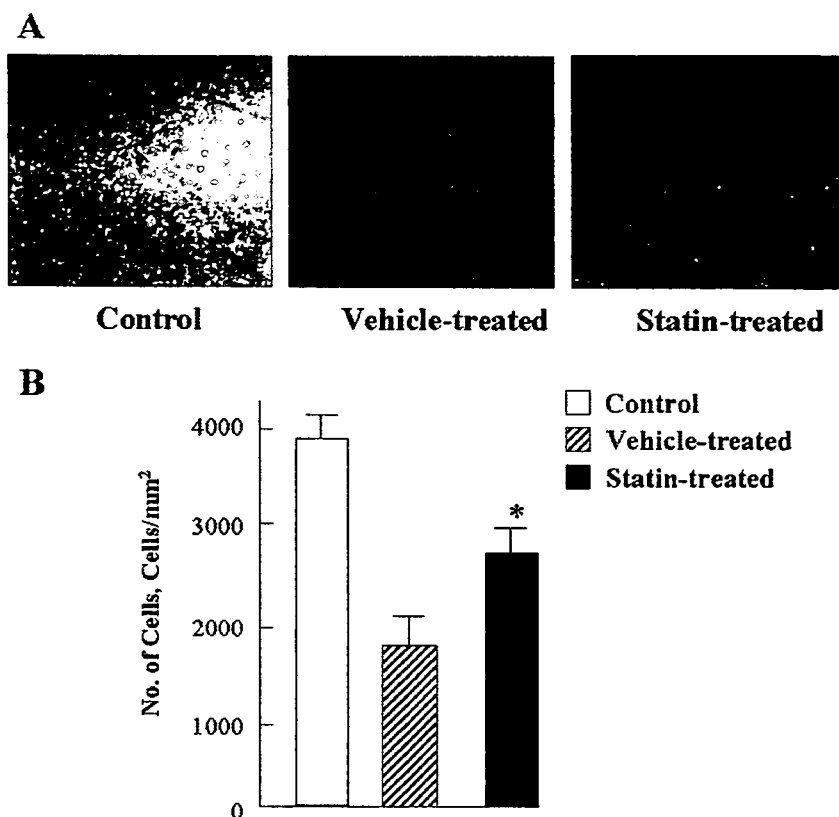 A
Control
Vehicle-treated
Statin-treated
B
Control
Vehicle-treated
Statin-treated
*
4000
3000
2000
1000
0
No. of Cells, Cells/mm²